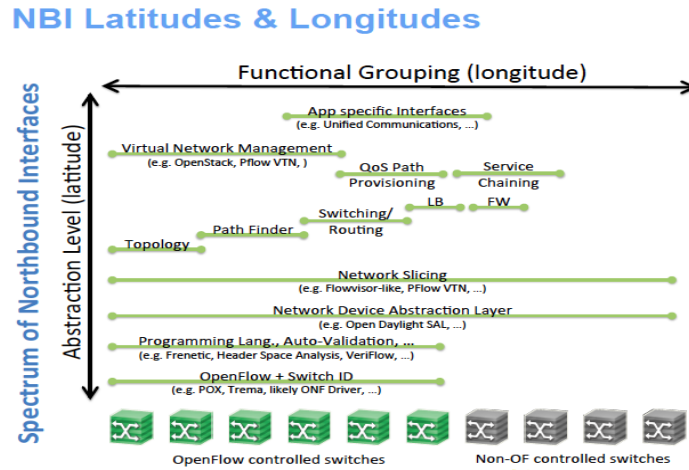 NBI Latitudes & Longitudes
Functional Grouping (longitude)
Spectrum of Northbound Interfaces
Abstraction Level (latitude)
App specific Interfaces
(e.g. Unified Communications, ...)
Virtual Network Management
(e.g. OpenStack, Pflow VTN, )
QoS Path
Provisioning
Service
Chaining
LB
FW
Switching/
Routing
Path Finder
Topology
Network Slicing
(e.g. Flowvisor-like, PFlow VTN, ...)
Network Device Abstraction Layer
(e.g. Open Daylight SAL, ...)
Programming Lang., Auto-Validation, ...
(e.g. Frenetic, Header Space Analysis, VeriFlow, ...)
OpenFlow + Switch ID
(e.g. POX, Trema, likely ONF Driver, ...)
OpenFlow controlled switches
Non-OF controlled switches